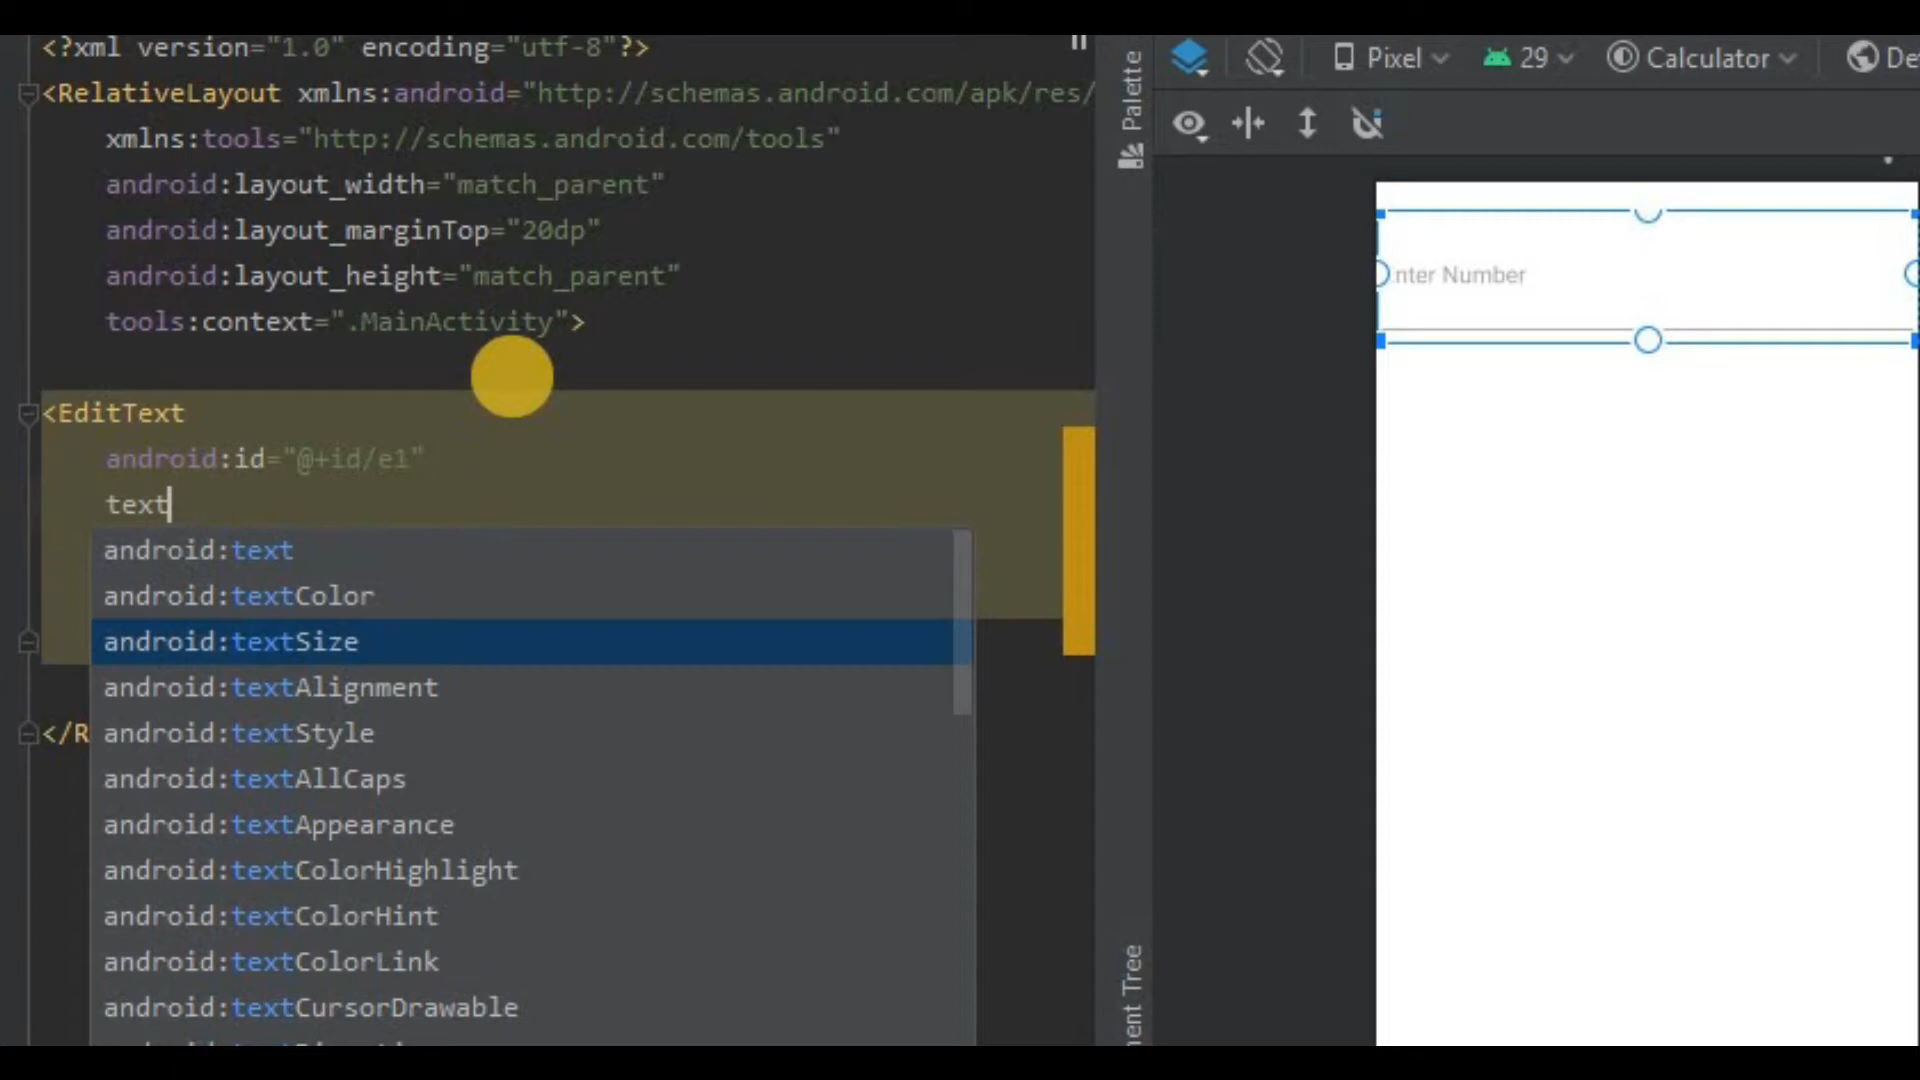 <?xml version="1.0" encoding="utf-8"?>
<RelativeLayout xmlns:android="http://schemas.android.com/apk/res/
xmlns:tools="http://schemas.android.com/tools"
android:layout_width="match_parent"
android:layout_marginTop="20dp"
android:layout_height="match_parent"
tools:context=".MainActivity">
<EditText
android:id="@+id/e1"
text
android:text
android:textColor
android:textSize
android:textAlignment
</R android:textStyle
android:textAllCaps
android:textAppearance
android:textColorHighlight
android:textColorHint
android:textColorLink
android:textCursorDrawable
Palette
Pixel 29 Calculator De
nter Number
nent Tree